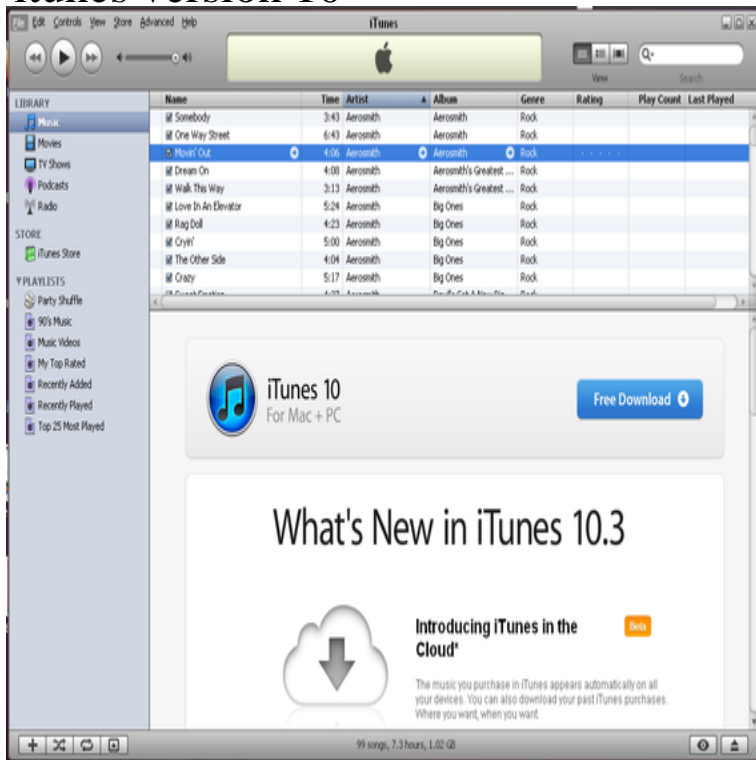 itunes version 10
File Edit Controls View Store Advanced Help
iTunes
View
Search
LIBRARY
Music
Movies
TV Shows
Podcasts
Radio
STORE
iTunes Store
PLAYLISTS
Party Shuffle
90's Music
Music Videos
My Top Rated
Recently Added
Recently Played
Top 25 Most Played
Name Time Artist Album Genre Rating Play Count Last Played
Somebody 3:43 Aerosmith Aerosmith Rock
One Way Street 6:43 Aerosmith Aerosmith Rock
Movin' Out 4:06 Aerosmith Aerosmith Rock
Dream On 4:08 Aerosmith Aerosmith's Greatest ... Rock
Walk This Way 3:13 Aerosmith Aerosmith's Greatest ... Rock
Love In An Elevator 5:24 Aerosmith Big Ones Rock
Rag Doll 4:23 Aerosmith Big Ones Rock
Cryin' 5:00 Aerosmith Big Ones Rock
The Other Side 4:04 Aerosmith Big Ones Rock
Crazy 5:17 Aerosmith Big Ones Rock
iTunes 10
For Mac + PC
Free Download
What's New in iTunes 10.3
Introducing iTunes in the
Cloud*
Beta
The music you purchase in iTunes appears automatically on all
your devices. You can also download your past iTunes purchases.
Where you want, when you want.
99 songs, 7.3 hours, 1.02 GB